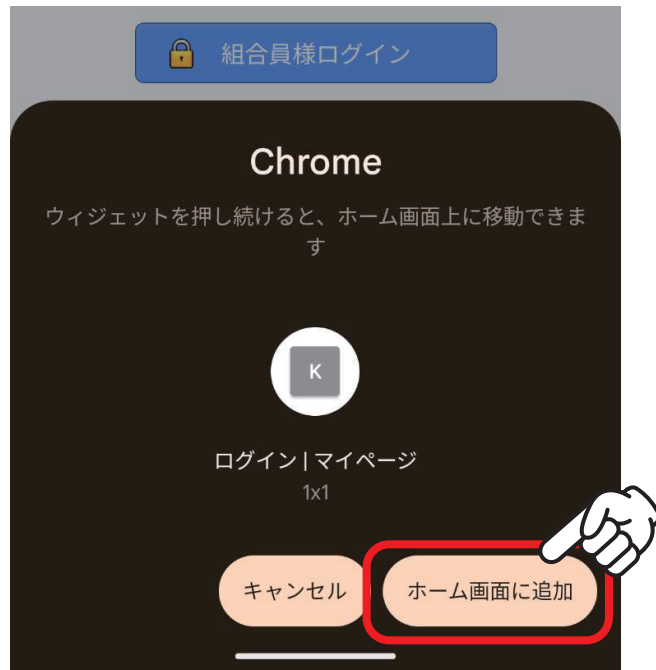 組合員様ログイン
Chrome
ウィジェットを押し続けると、ホーム画面上に移動できま
す
K
ログイン | マイページ
1x1
キャンセル
ホーム画面に追加